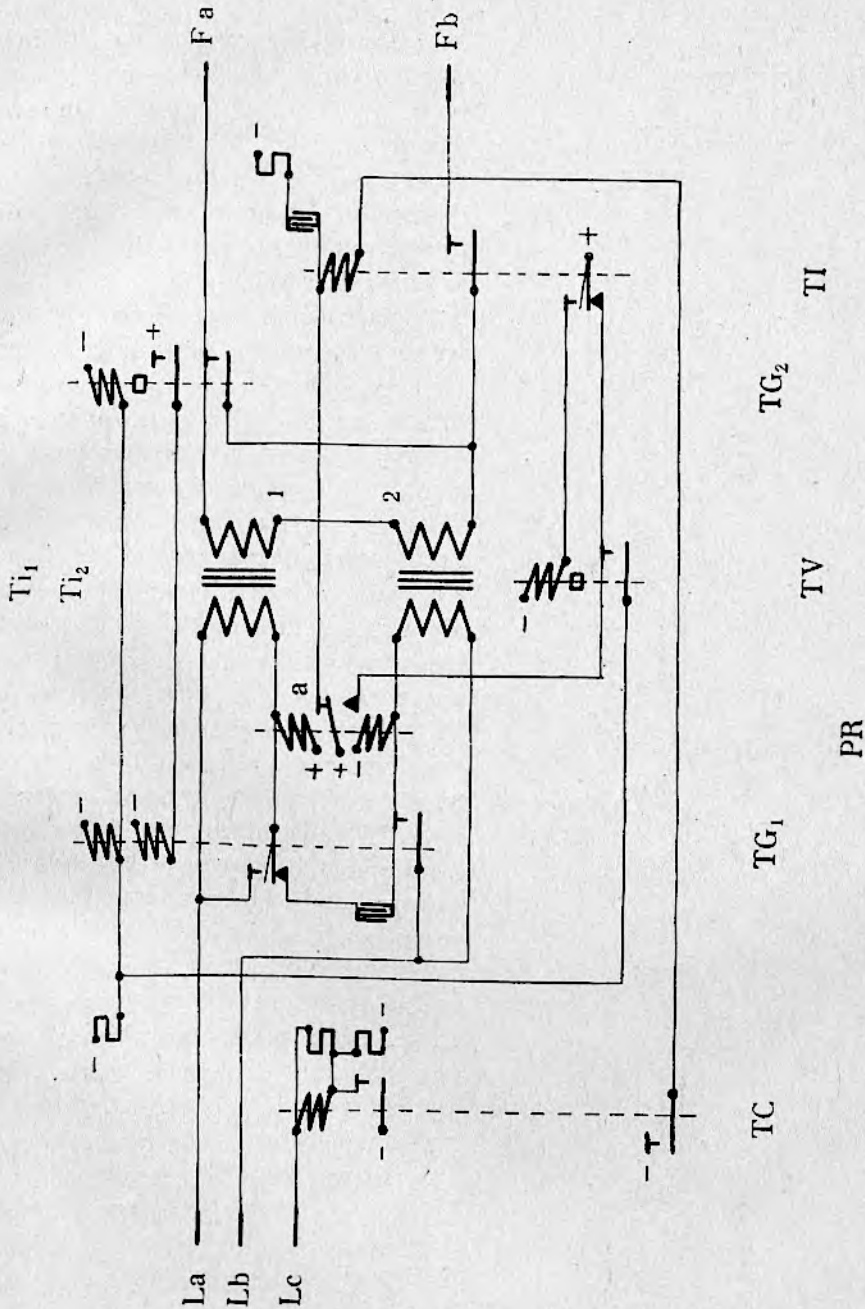 Ti₁
Ti₂
Fa
Fb
La
Lb
Lc
-
-
-
-
+
-
1
2
a
+
+
-
-
-
-
-
+
TC
TG₁
PR
TV
TG₂
TI